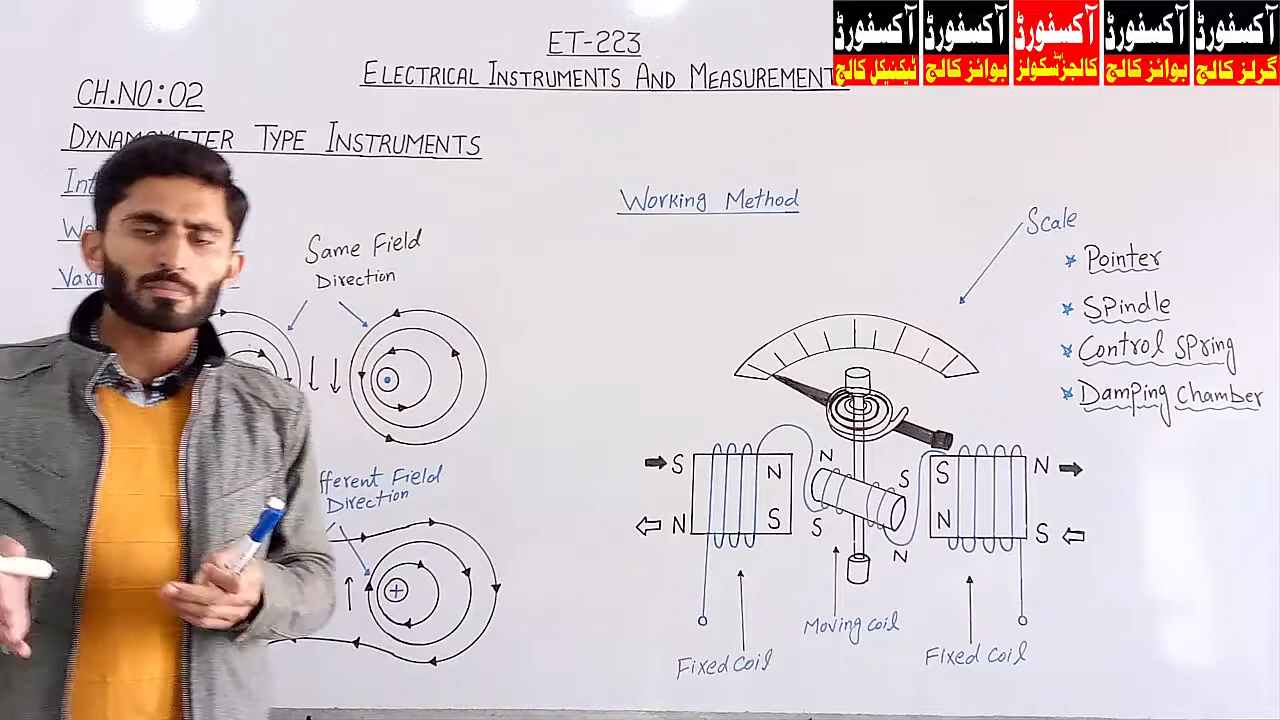 آکسفورڈ
ٹیکنیکل کالج
آکسفورڈ
بوائز کالج
آکسفورڈ
کالجز اینڈ سکولز
آکسفورڈ
بوائز کالج
آکسفورڈ
گرلز کالج
ET-223
ELECTRICAL INSTRUMENTS AND MEASUREMENT
CH.NO:02
DYNAMOMETER TYPE INSTRUMENTS
Same Field
Direction
Field
Direction
Working Method
Scale
* Pointer
* Spindle
* Control Spring
* Damping Chamber
S N N S S N
N S S N N S
Moving coil
Fixed coil
Fixed coil